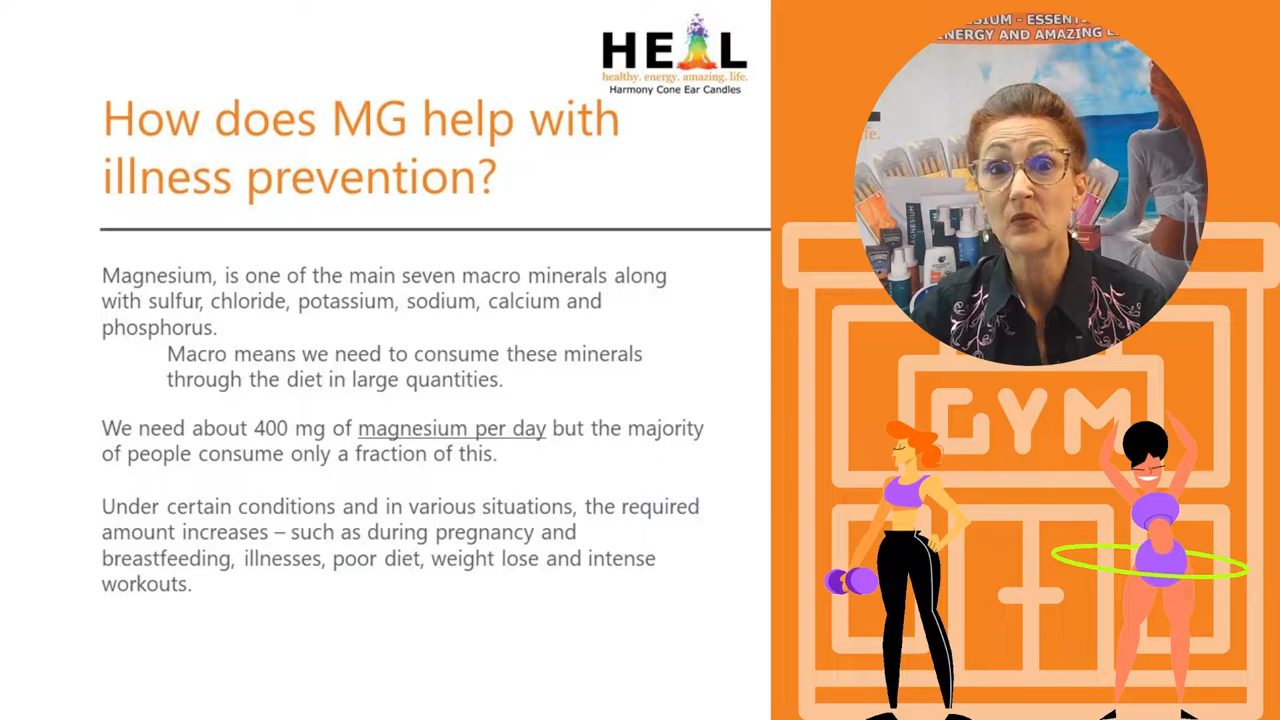 HEAL
healthy. energy. amazing. life.
Harmony Cone Ear Candles
How does MG help with
illness prevention?
Magnesium, is one of the main seven macro minerals along
with sulfur, chloride, potassium, sodium, calcium and
phosphorus.
Macro means we need to consume these minerals
through the diet in large quantities.
We need about 400 mg of magnesium per day but the majority
of people consume only a fraction of this.
Under certain conditions and in various situations, the required
amount increases – such as during pregnancy and
breastfeeding, illnesses, poor diet, weight lose and intense
workouts.
ENERGY AND AMAZING
MAGNESIUM
GYM